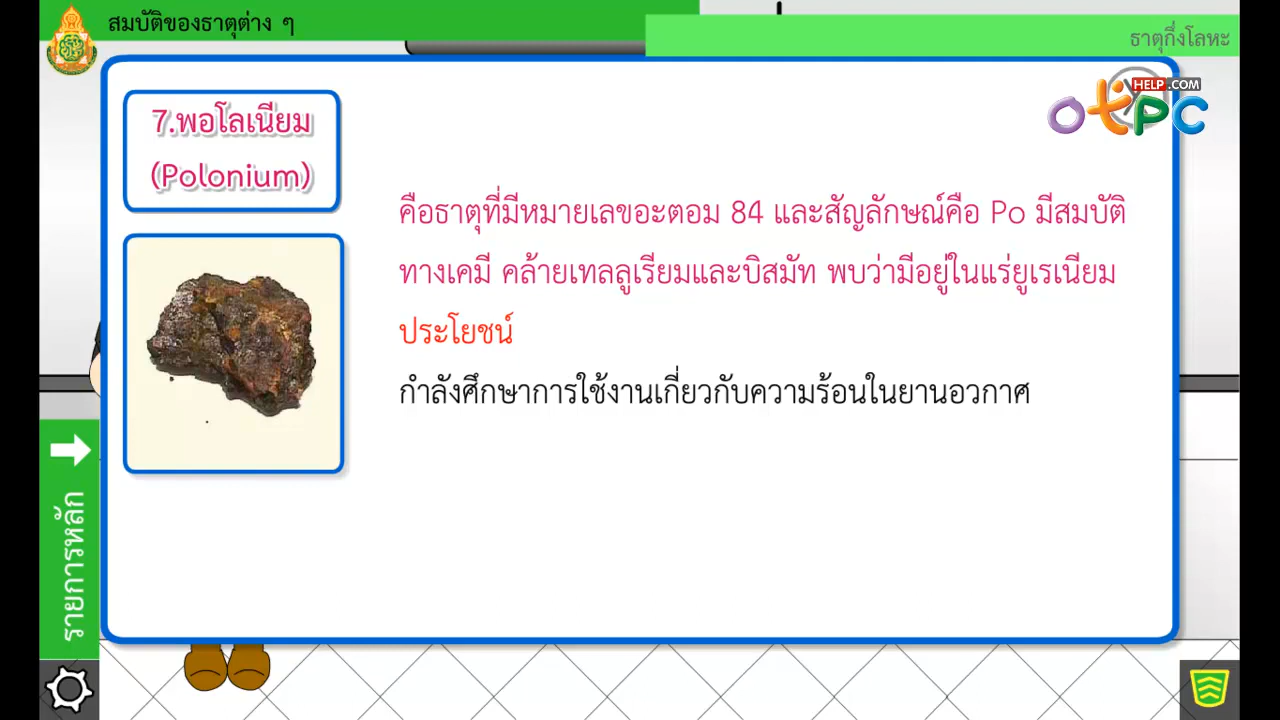 สมบัติของธาตุต่าง ๆ
ธาตุกึ่งโลหะ
HELP.COM
OTPC
7.พอโลเนียม
(Polonium)
คือธาตุที่มีหมายเลขอะตอม 84 และสัญลักษณ์คือ Po มีสมบัติ
ทางเคมี คล้ายเทลลูเรียมและบิสมัท พบว่ามีอยู่ในแร่ยูเรเนียม
ประโยชน์
กำลังศึกษาการใช้งานเกี่ยวกับความร้อนในยานอวกาศ
รายการหลัก